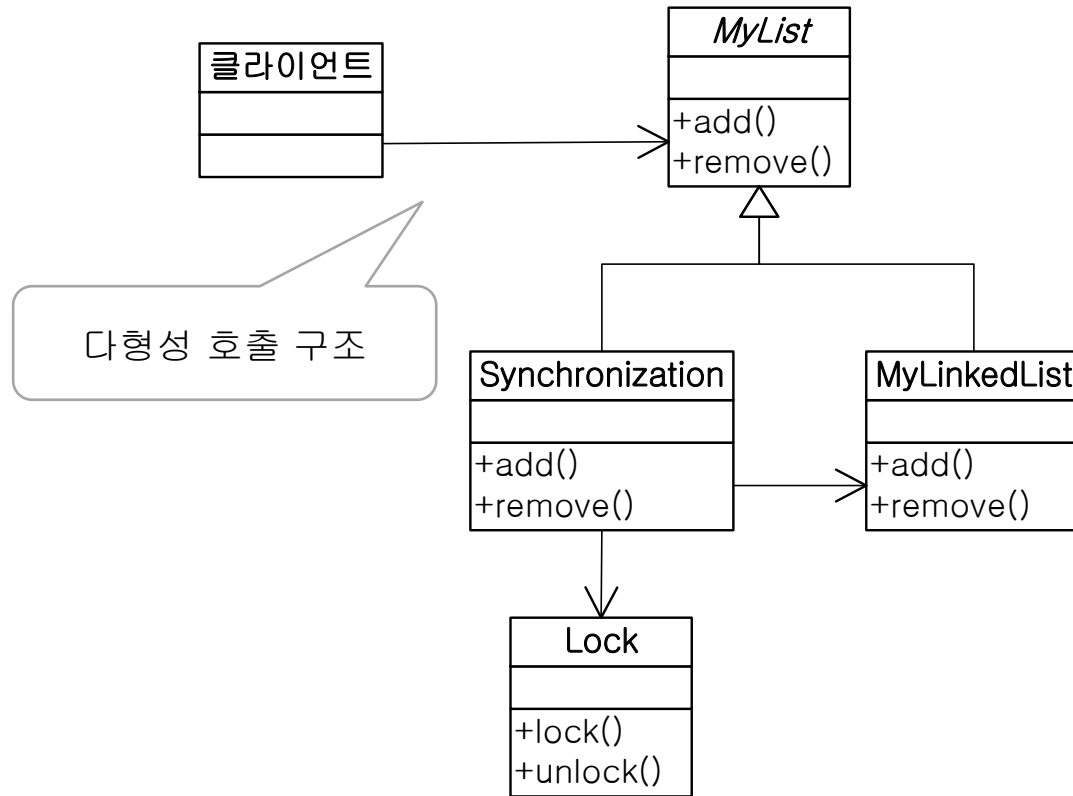 MyList
클라이언트
+add()
+remove()
다형성 호출 구조
Synchronization
MyLinkedList
+add()
+remove()
+add()
+remove()
Lock
+lock()
+unlock()